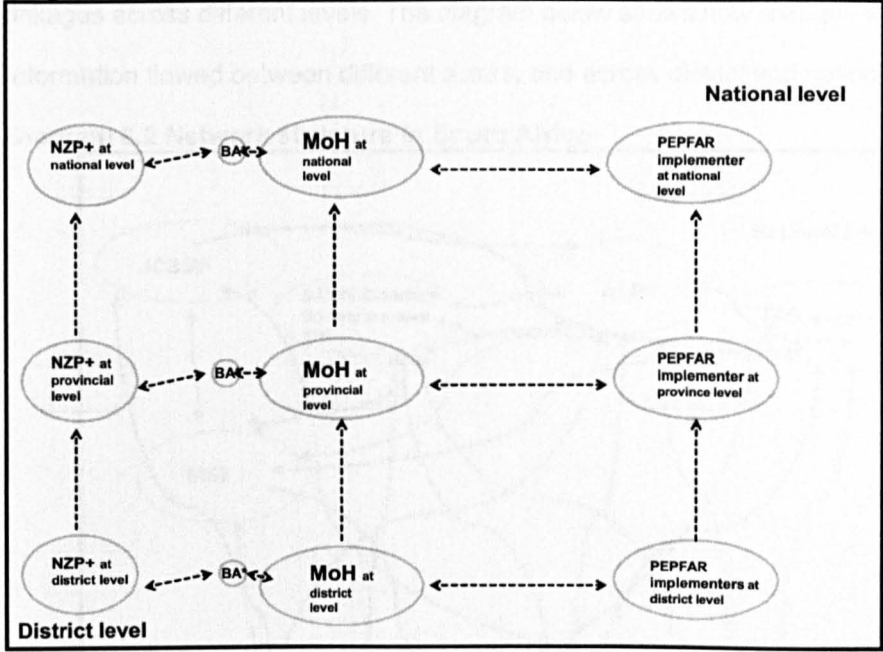 National level
NZP+ at
national level
BA
MoH at
national
level
PEPFAR
implementer
at national
level
NZP+ at
provincial
level
BA
MoH at
provincial
level
PEPFAR
implementer at
province level
NZP+ at
district level
BA
MoH at
district
level
PEPFAR
implementers at
district level
District level